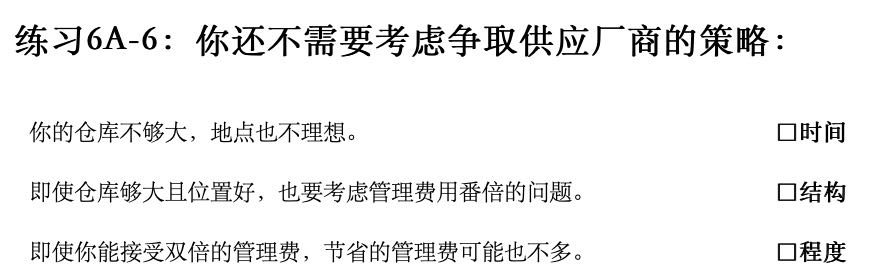 练习6A-6：你还不需要考虑争取供应厂商的策略：
你的仓库不够大，地点也不理想。 □时间
即使仓库够大且位置好，也要考虑管理费用番倍的问题。 □结构
即使你能接受双倍的管理费，节省的管理费可能也不多。 □程度